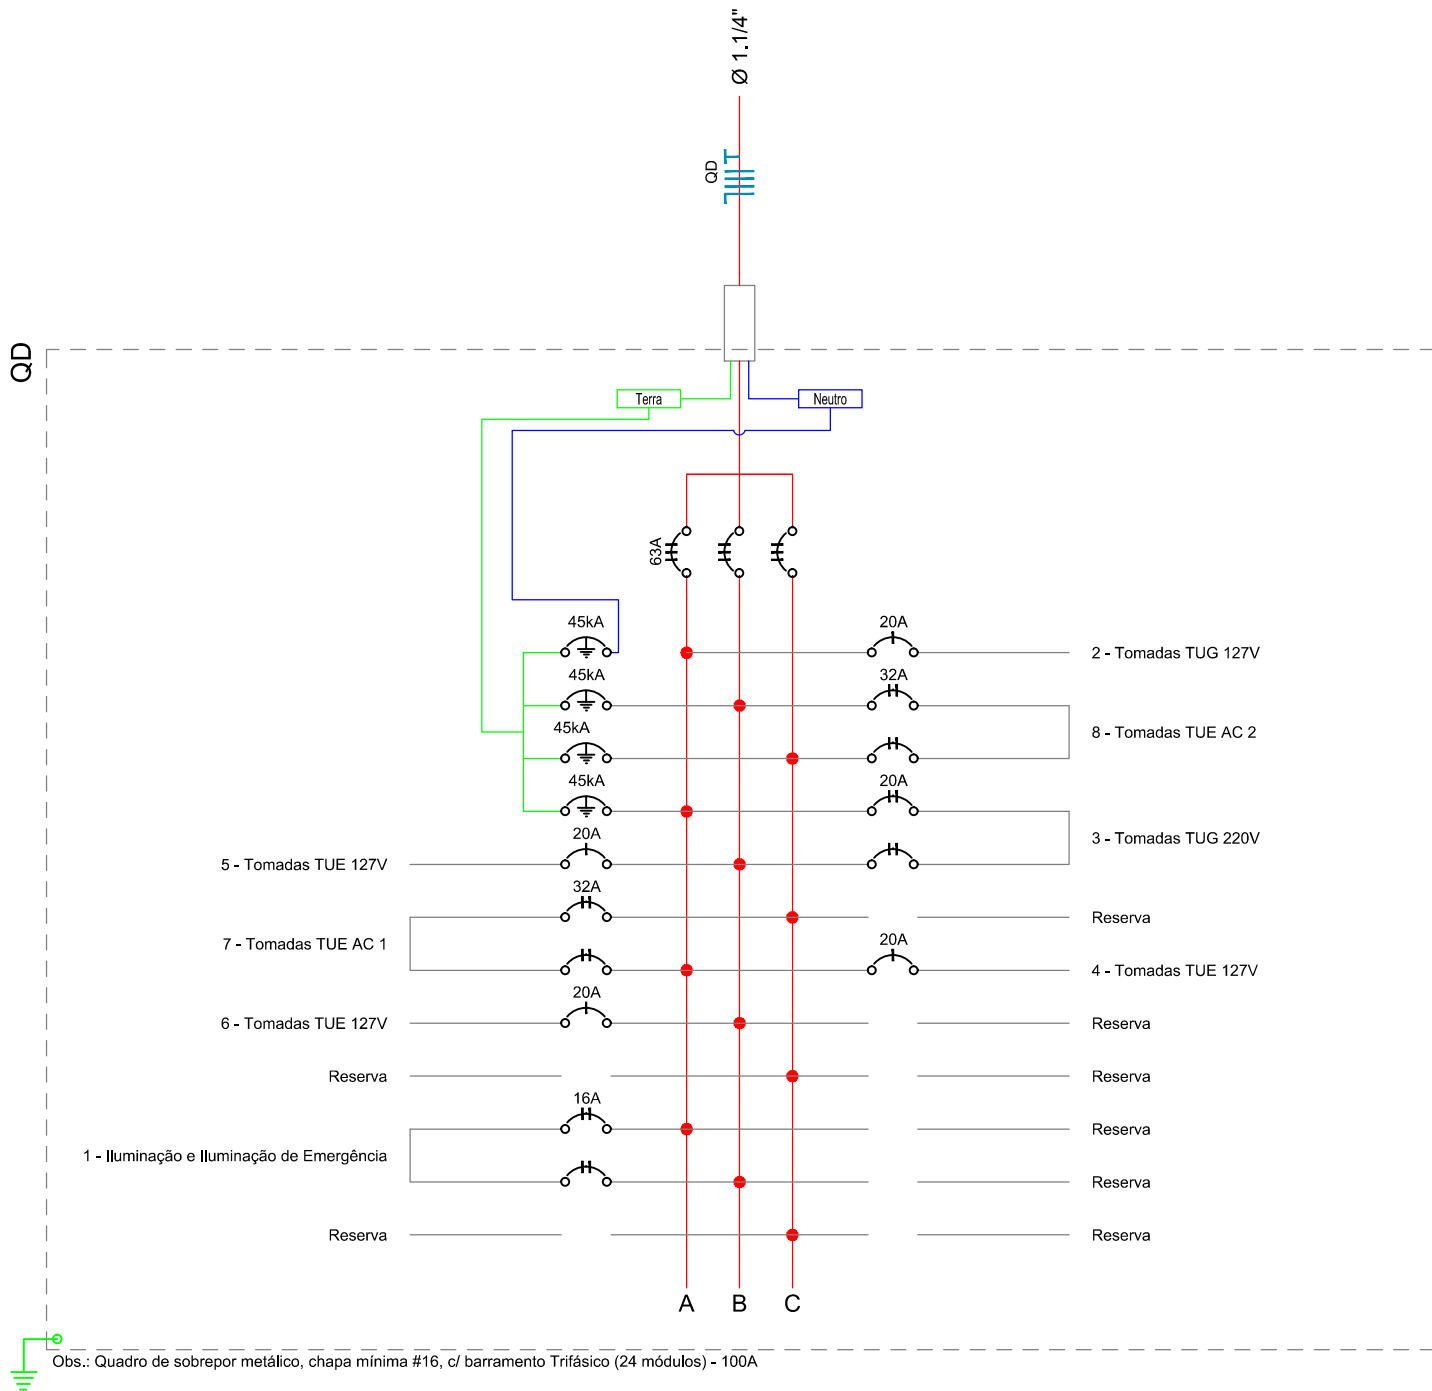 Ø 1.1/4"
QD
QD
Terra
Neutro
63A
45kA
20A
2 - Tomadas TUG 127V
45kA
32A
8 - Tomadas TUE AC 2
45kA
45kA
20A
3 - Tomadas TUG 220V
20A
5 - Tomadas TUE 127V
32A
Reserva
7 - Tomadas TUE AC 1
20A
4 - Tomadas TUE 127V
20A
6 - Tomadas TUE 127V
Reserva
Reserva
Reserva
16A
Reserva
1 - Iluminação e Iluminação de Emergência
Reserva
Reserva
Reserva
A B C
Obs.: Quadro de sobrepor metálico, chapa mínima #16, c/ barramento Trifásico (24 módulos) - 100A